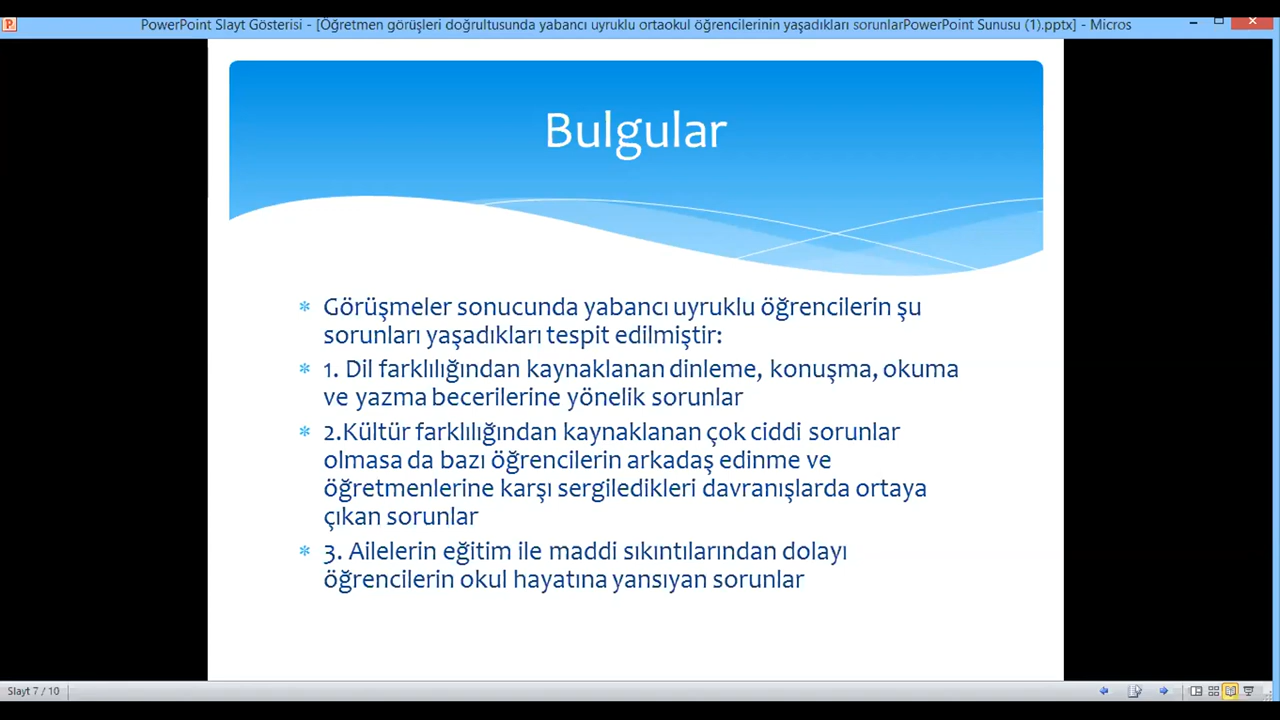 PowerPoint Slayt Gösterisi - [Öğretmen görüşleri doğrultusunda yabancı uyruklu ortaokul öğrencilerinin yaşadıkları sorunlarPowerPoint Sunusu (1).pptx] - Micros
Bulgular
* Görüşmeler sonucunda yabancı uyruklu öğrencilerin şu
sorunları yaşadıkları tespit edilmiştir:
* 1. Dil farklılığından kaynaklanan dinleme, konuşma, okuma
ve yazma becerilerine yönelik sorunlar
* 2.Kültür farklılığından kaynaklanan çok ciddi sorunlar
olmasa da bazı öğrencilerin arkadaş edinme ve
öğretmenlerine karşı sergiledikleri davranışlarda ortaya
çıkan sorunlar
* 3. Ailelerin eğitim ile maddi sıkıntılarından dolayı
öğrencilerin okul hayatına yansıyan sorunlar
Slayt 7 / 10